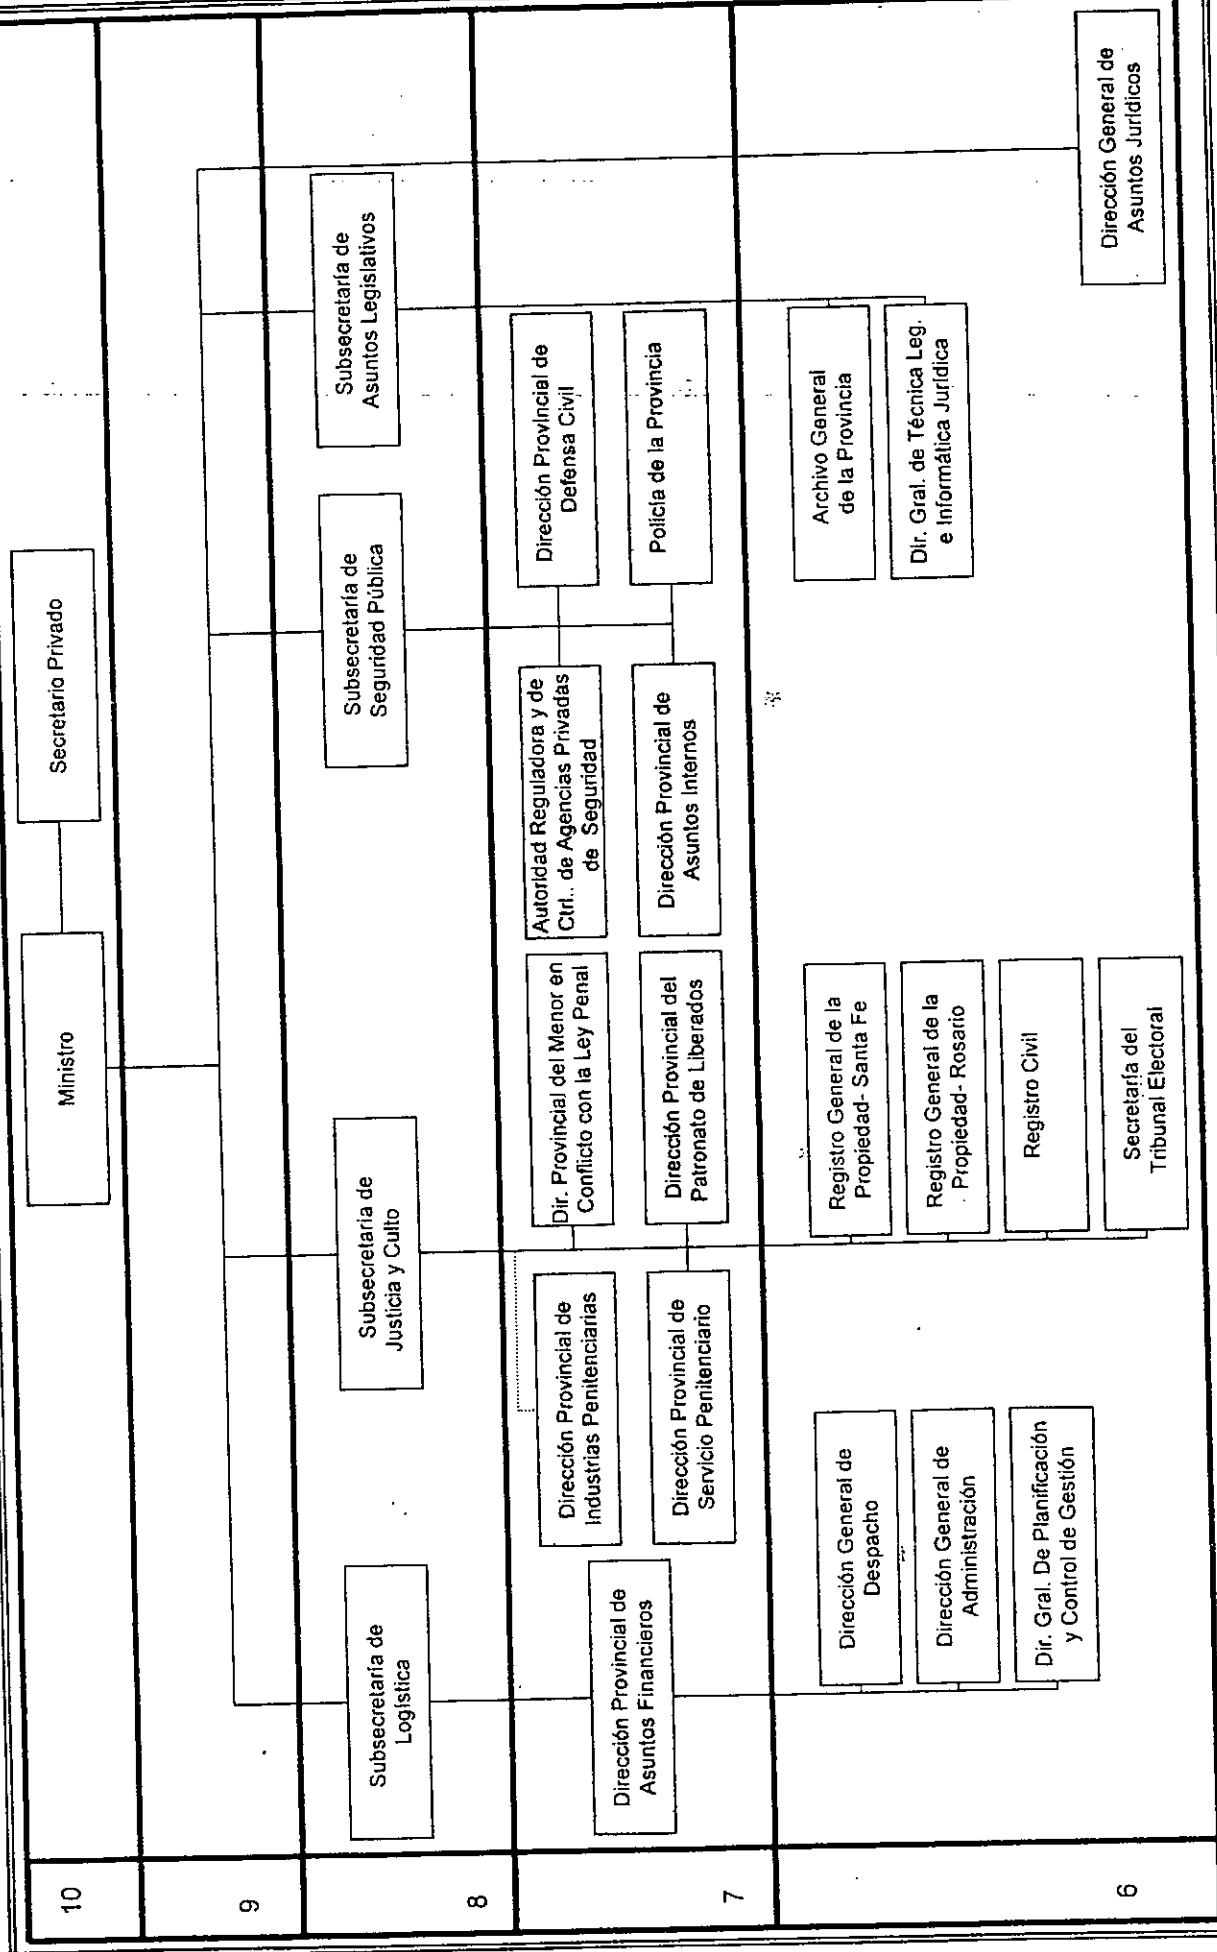 10
Ministro
Secretario Privado
9
8
Subsecretaría de
Logística
Subsecretaria de
Justicia y Culto
Subsecretaría de
Seguridad Pública
Subsecretaría de
Asuntos Legislativos
7
Dirección Provincial de
Asuntos Financieros
Dirección Provincial de
Industrias Penitenciarias
Dir. Provincial del Menor en
Conflicto con la Ley Penal
Autoridad Reguladora y de
Ctrl.. de Agencias Privadas
de Seguridad
Dirección Provincial de
Defensa Civil
Dirección Provincial de
Servicio Penitenciario
Dirección Provincial del
Patronato de Liberados
Dirección Provincial de
Asuntos Internos
Policía de la Provincia
6
Dirección General de
Despacho
Dirección General de
Administración
Dir. Gral. De Planificación
y Control de Gestión
Registro General de la
Propiedad- Santa Fe
Registro General de la
Propiedad- Rosario
Registro Civil
Secretaría del
Tribunal Electoral
Archivo General
de la Provincia
Dir. Gral. de Técnica Leg.
e Informática Jurídica
Dirección General de
Asuntos Jurídicos